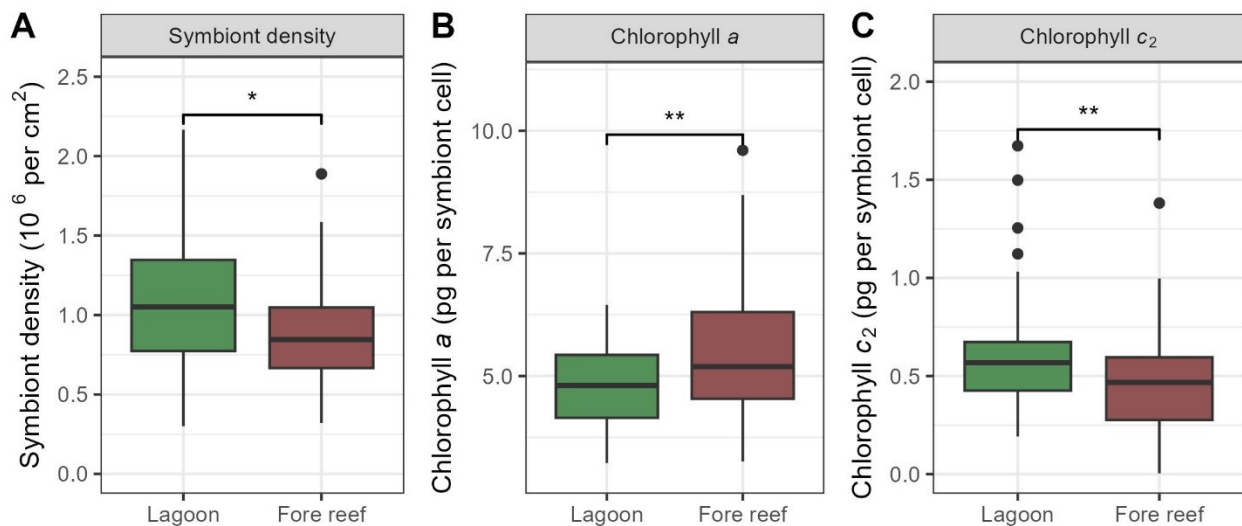 A
Symbiont density
Symbiont density (10 6 per cm2)
2.5
2.0
1.5
1.0
0.5
0.0
*
Lagoon
Fore reef
B
Chlorophyll a
Chlorophyll a (pg per symbiont cell)
10.0
7.5
5.0
**
Lagoon
Fore reef
C
Chlorophyll c2
Chlorophyll c2 (pg per symbiont cell)
2.0
1.5
1.0
0.5
0.0
**
Lagoon
Fore reef